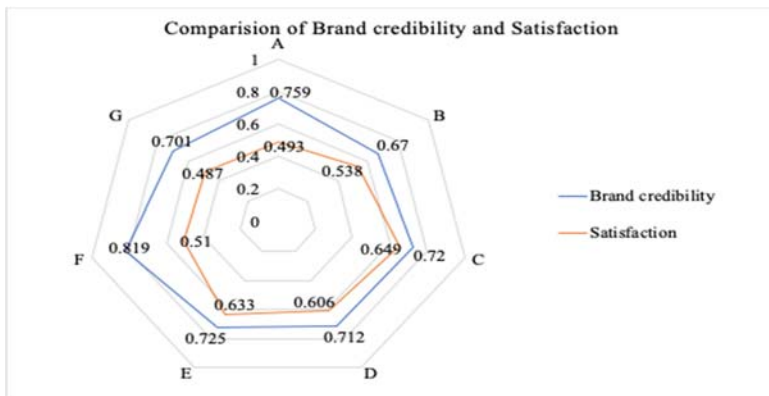 Comparision of Brand credibility and Satisfaction
A
1
0.8 0.759
G
B
0.701
0.6
0.67
0.493
0.4
0.487
0.538
0.2
0
Brand credibility
Satisfaction
F
0.819
0.51
0.649
0.72
C
0.633
0.606
0.725
0.712
E
D